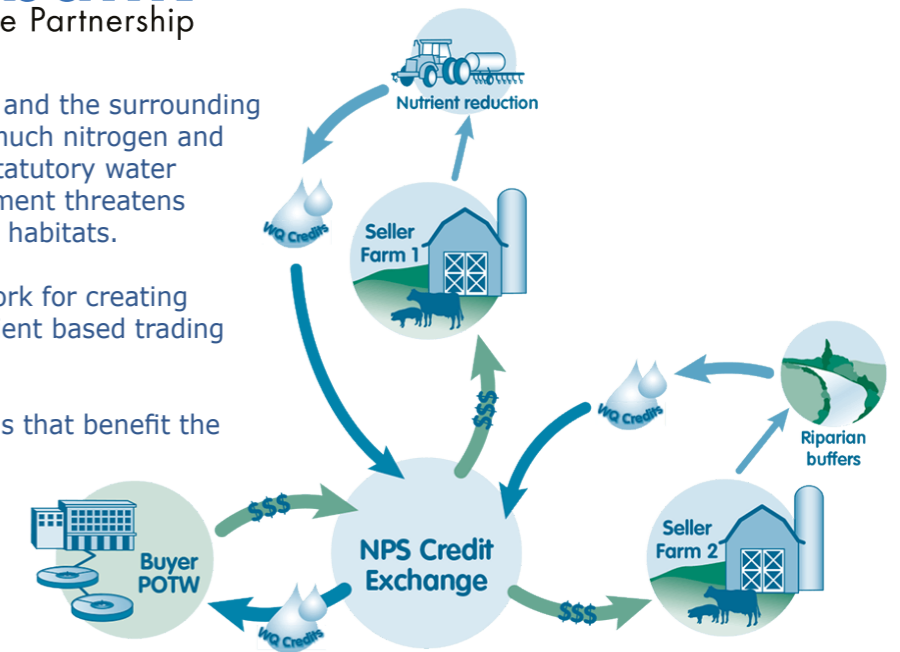 e Partnership
and the surrounding
much nitrogen and
tatutory water
ment threatens
habitats.
ork for creating
ent based trading
s that benefit the
Nutrient reduction
WQ Credits
Seller
Farm 1
$$$
WQ Credits
Riparian
buffers
$$$
NPS Credit
Exchange
Buyer
POTW
WQ Credits
$$$
Seller
Farm 2